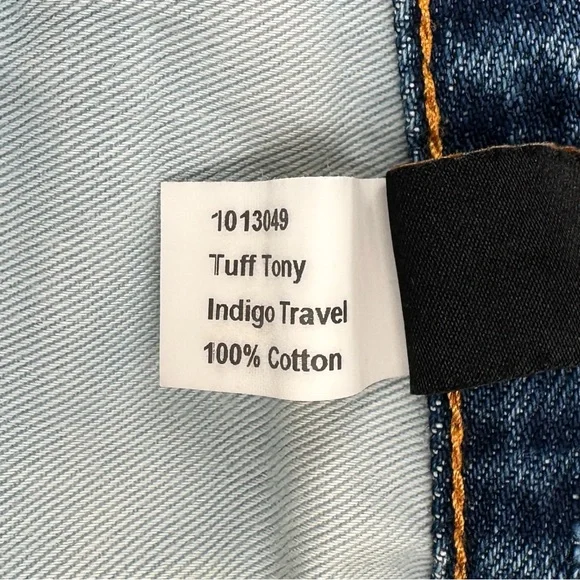 1013049
Tuff Tony
Indigo Travel
100% Cotton